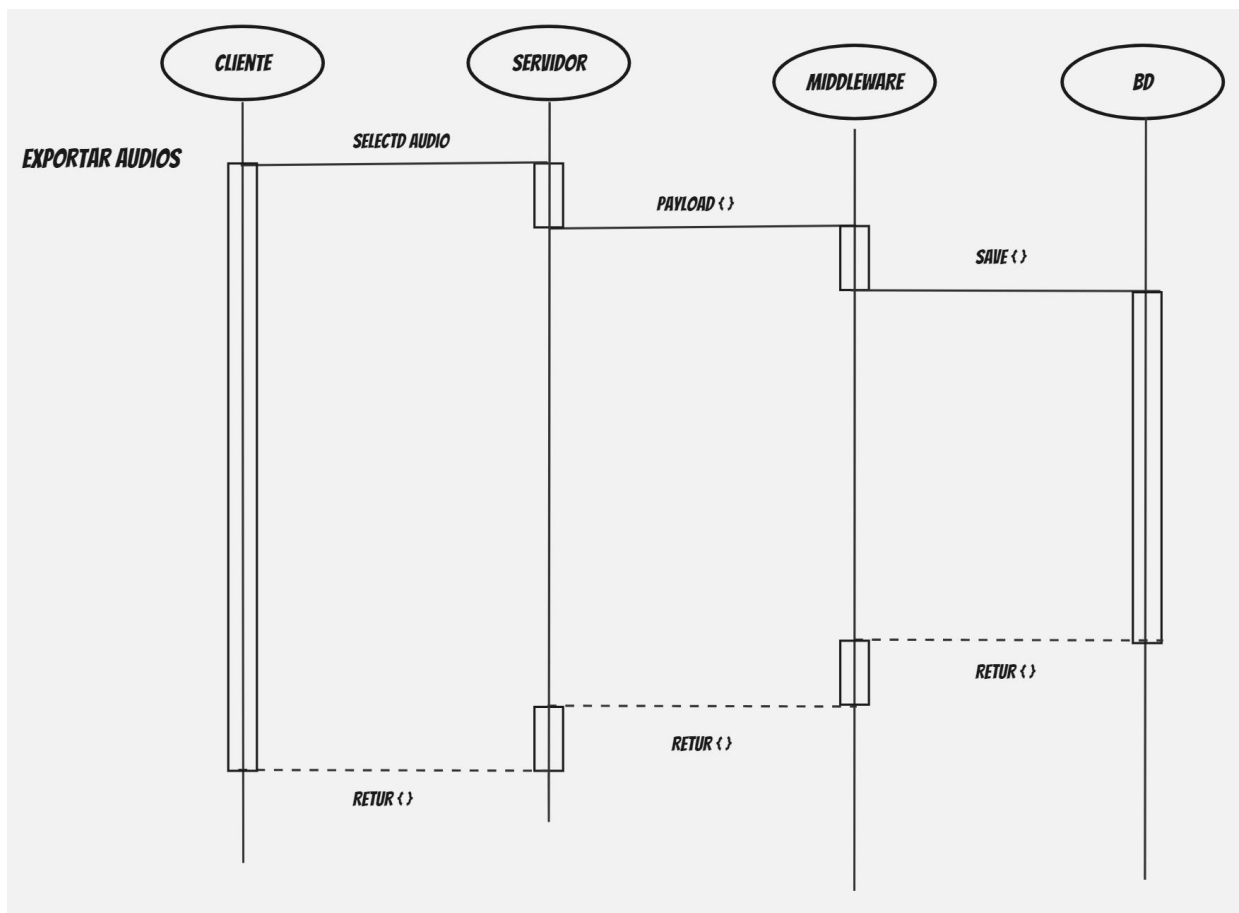 CLIENTE
SERVIDOR
MIDDLEWARE
BD
EXPORTAR AUDIOS
SELECTD AUDIO
PAYLOAD { }
SAVE { }
RETUR { }
RETUR { }
RETUR { }